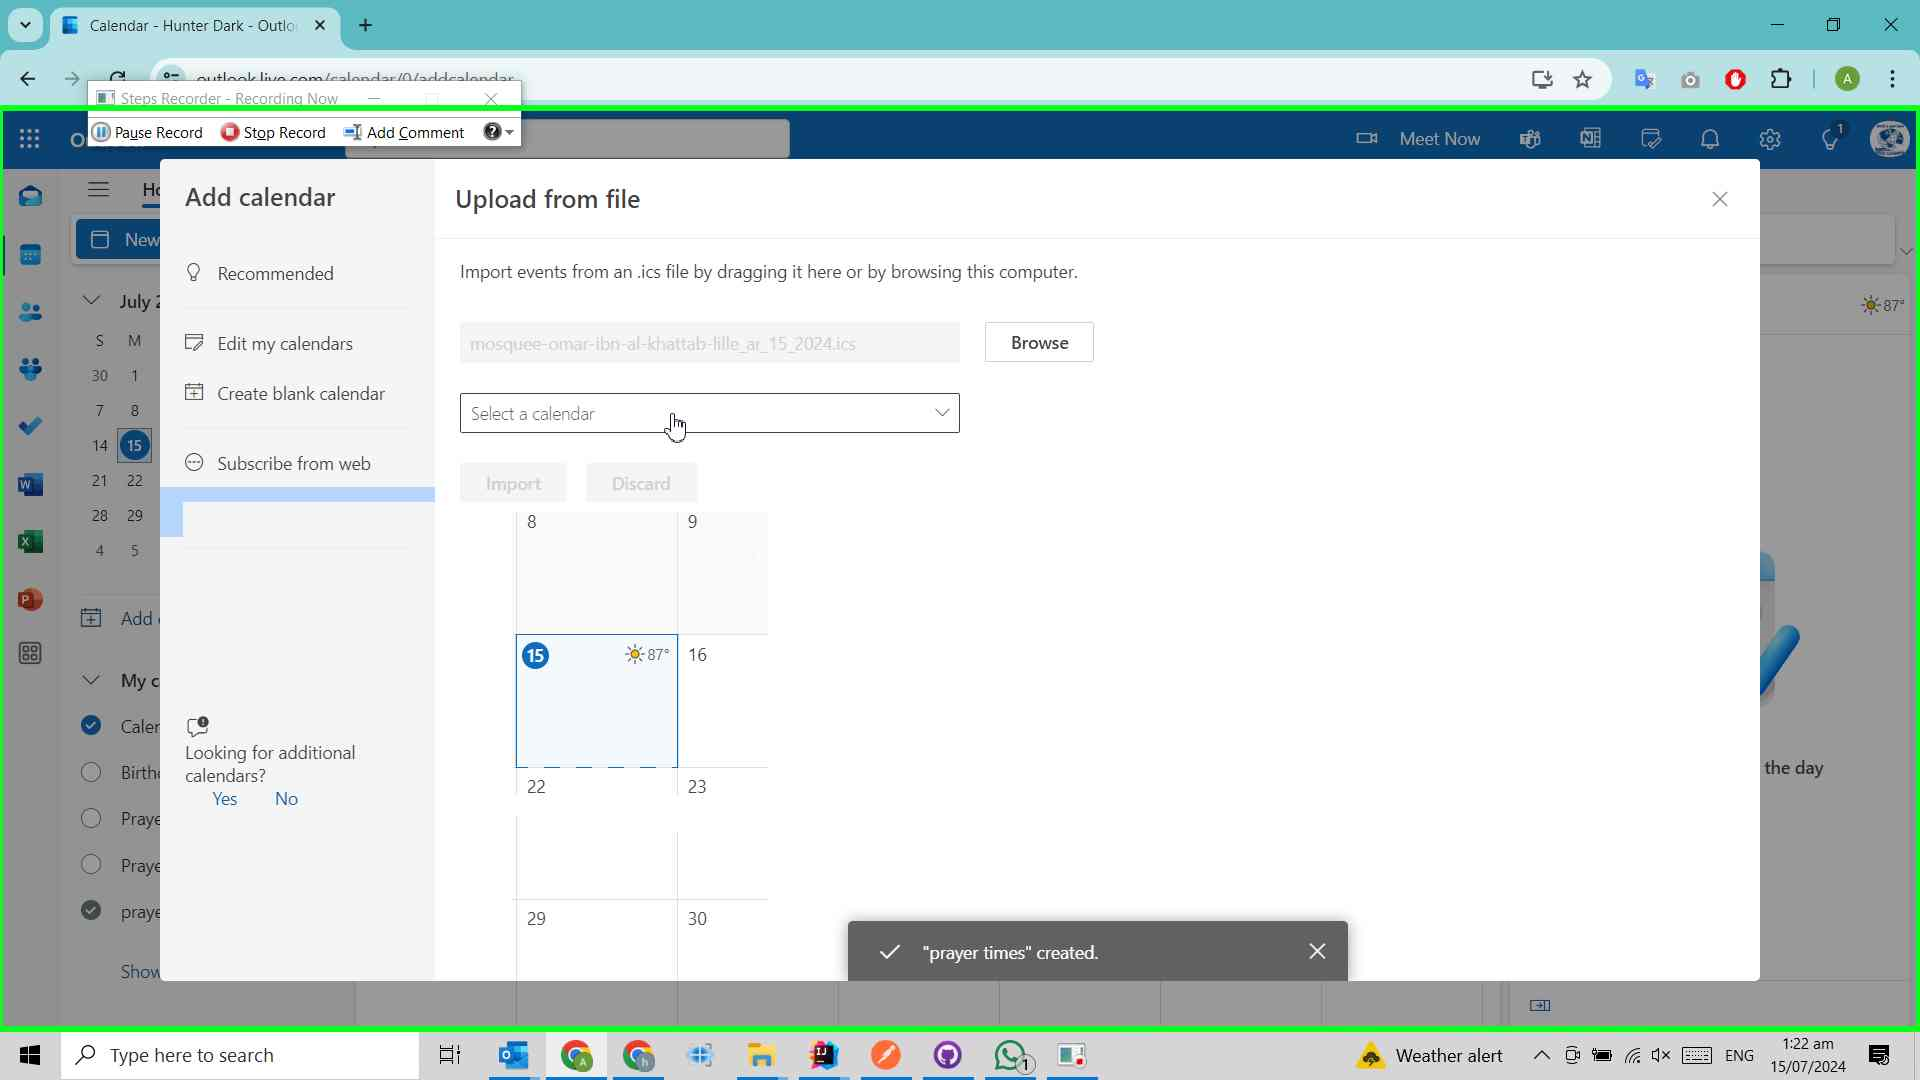 Calendar - Hunter Dark - Outlo
outlook.live.com/calendar/0/addcalendar
A
Steps Recorder - Recording Now
Pause Record
Stop Record
Add Comment
Meet Now
1
Add calendar
Upload from file
Ho
New
Recommended
Import events from an .ics file by dragging it here or by browsing this computer.
July 2
87°
S M
Edit my calendars
mosquee-omar-ibn-al-khattab-lille_ar_15_2024.ics
Browse
30 1
Create blank calendar
7 8
Select a calendar
14 15
Subscribe from web
21 22
Import
Discard
28 29
8 9
4 5
Add
15 87° 16
My c
Caler
Looking for additional
calendars?
Yes No
Birth
22 23
the day
Praye
Praye
praye
29 30
"prayer times" created.
Show
Type here to search
Weather alert
ENG
1:22 am
15/07/2024
1